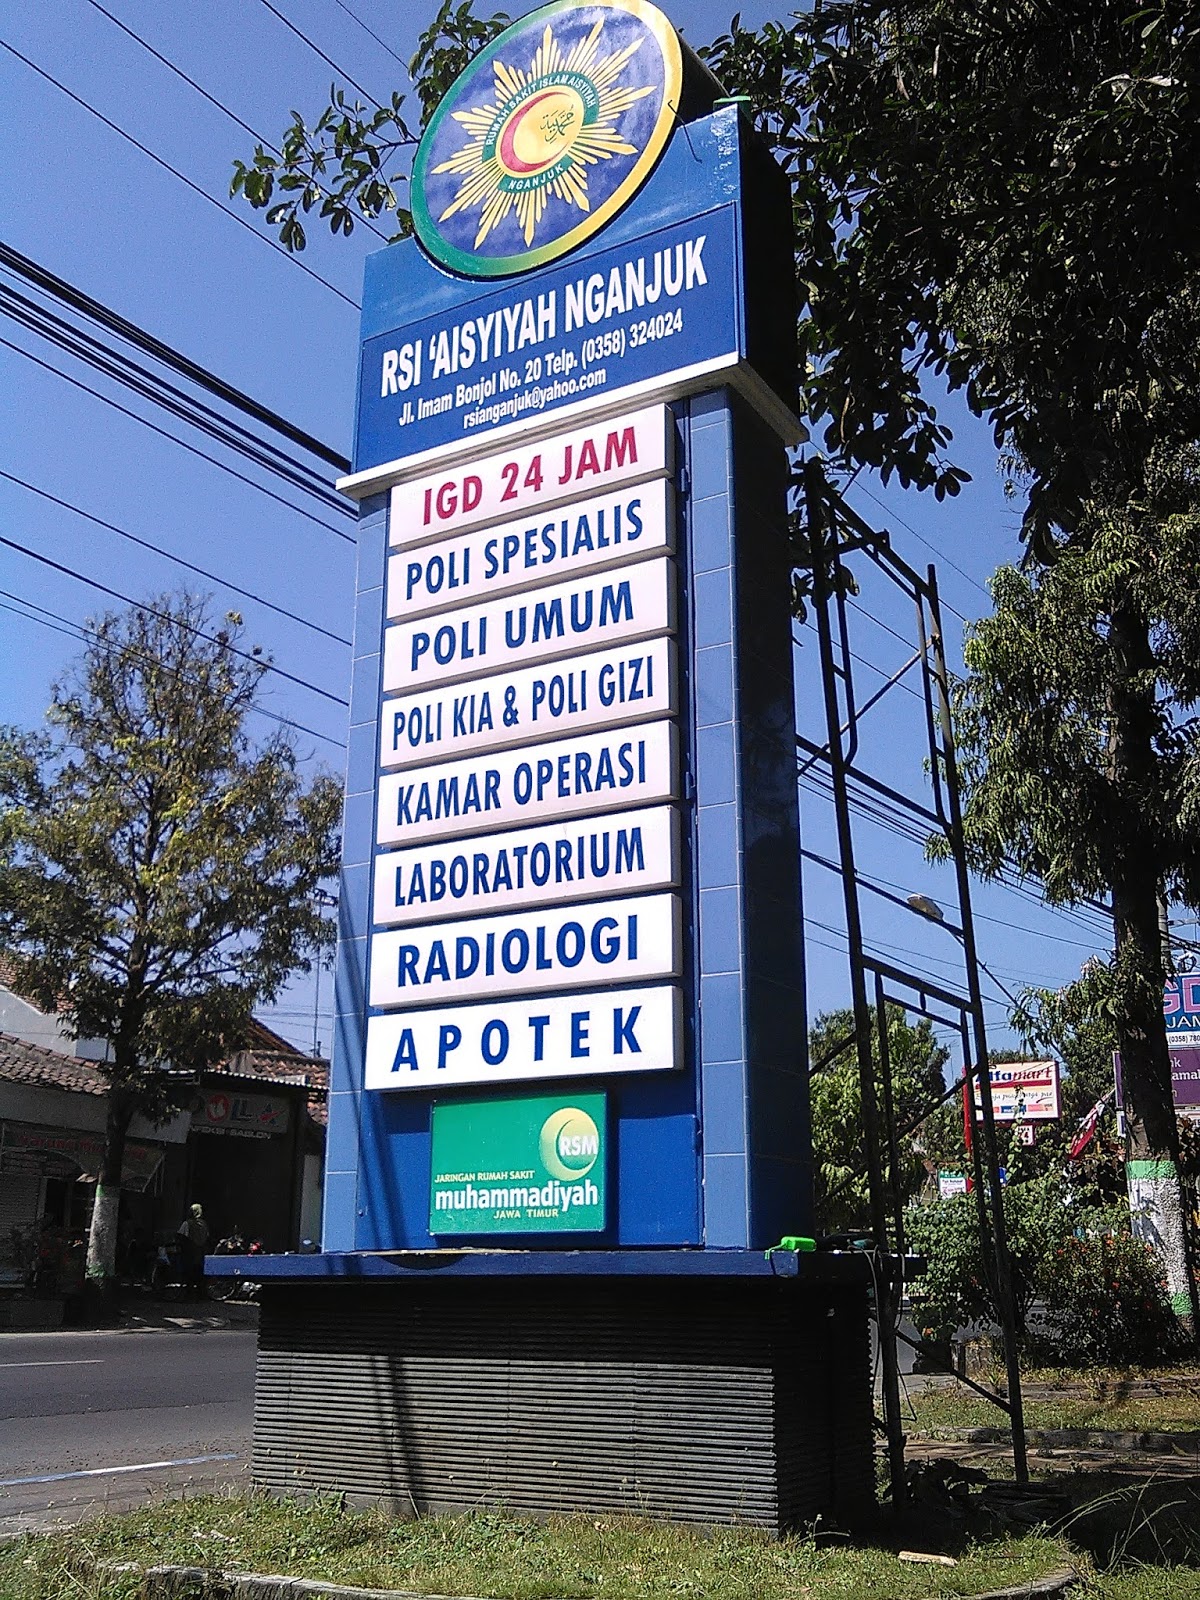 RUMAH SAKIT ISLAM AISYIYAH
NGANJUK
RSI 'AISYIYAH NGANJUK
Jl. Imam Bonjol No. 20 Telp. (0358) 324024
rsianganjuk@yahoo.com
IGD 24 JAM
POLI SPESIALIS
POLI UMUM
POLI KIA & POLI GIZI
KAMAR OPERASI
LABORATORIUM
RADIOLOGI
APOTEK
RSM
JARINGAN RUMAH SAKIT
muhammadiyah
JAWA TIMUR